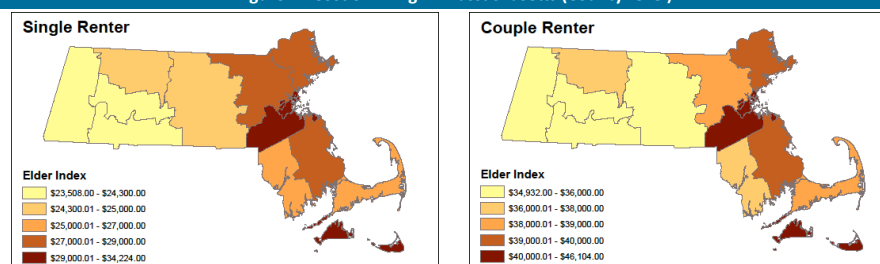 Single Renter
Elder Index
$23,508.00 - $24,300.00
$24,300.01 - $25,000.00
$25,000.01 - $27,000.00
$27,000.01 - $29,000.00
$29,000.01 - $34,224.00
Couple Renter
Elder Index
$34,932.00 - $36,000.00
$36,000.01 - $38,000.00
$38,000.01 - $39,000.00
$39,000.01 - $40,000.00
$40,000.01 - $46,104.00